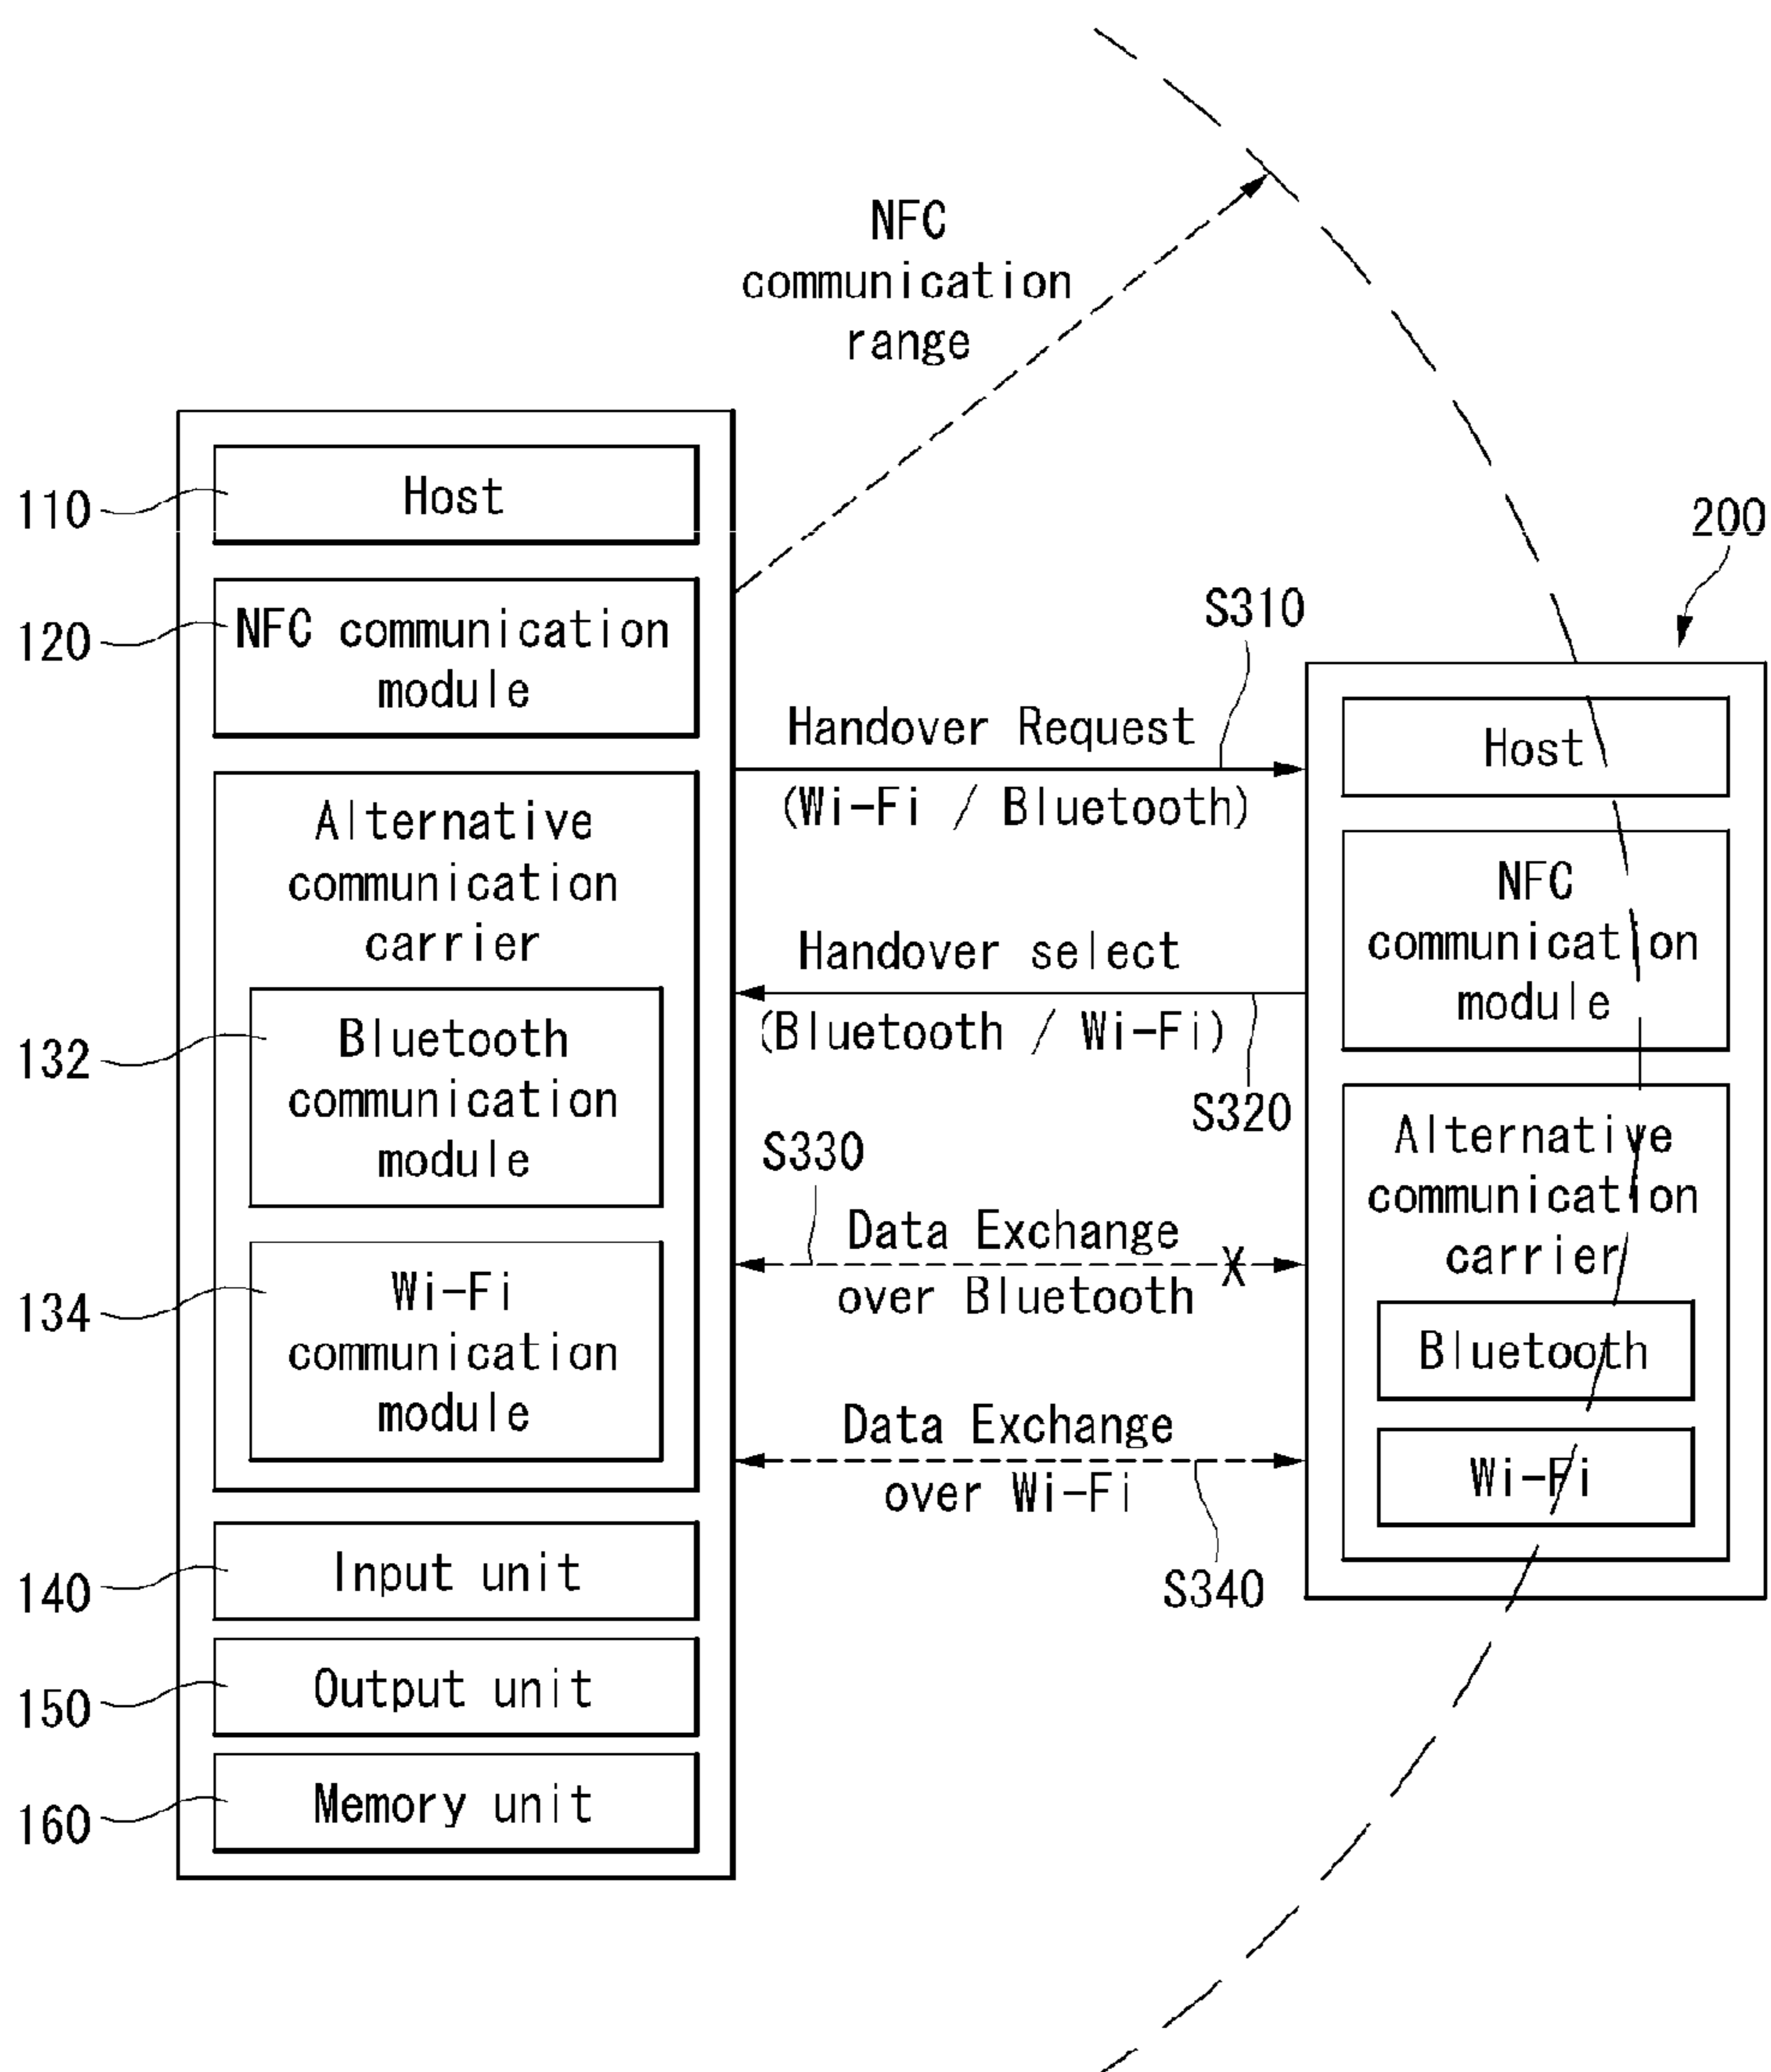 NFC
communication
range
110
Host
120
NFC communication
module
Alternative
communication
carrier
132
Bluetooth
communication
module
134
Wi-Fi
communication
module
140
Input unit
150
Output unit
160
Memory unit
S310
Handover Request
(Wi-Fi / Bluetooth)
Handover select
(Bluetooth / Wi-Fi)
S320
S330
Data Exchange
X
over Bluetooth
Data Exchange
over Wi-Fi
S340
200
Host
NFC
communication
module
Alternative
communication
carrier
Bluetooth
Wi-Fi